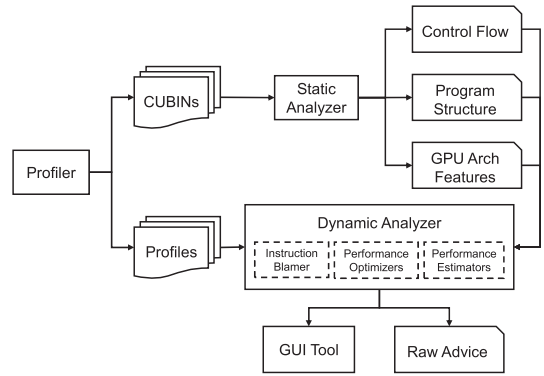 Control Flow
CUBINs
Static
Analyzer
Program
Structure
GPU Arch
Features
Profiler
Profiles
Dynamic Analyzer
Instruction
Blamer
Performance
Optimizers
Performance
Estimators
GUI Tool
Raw Advice